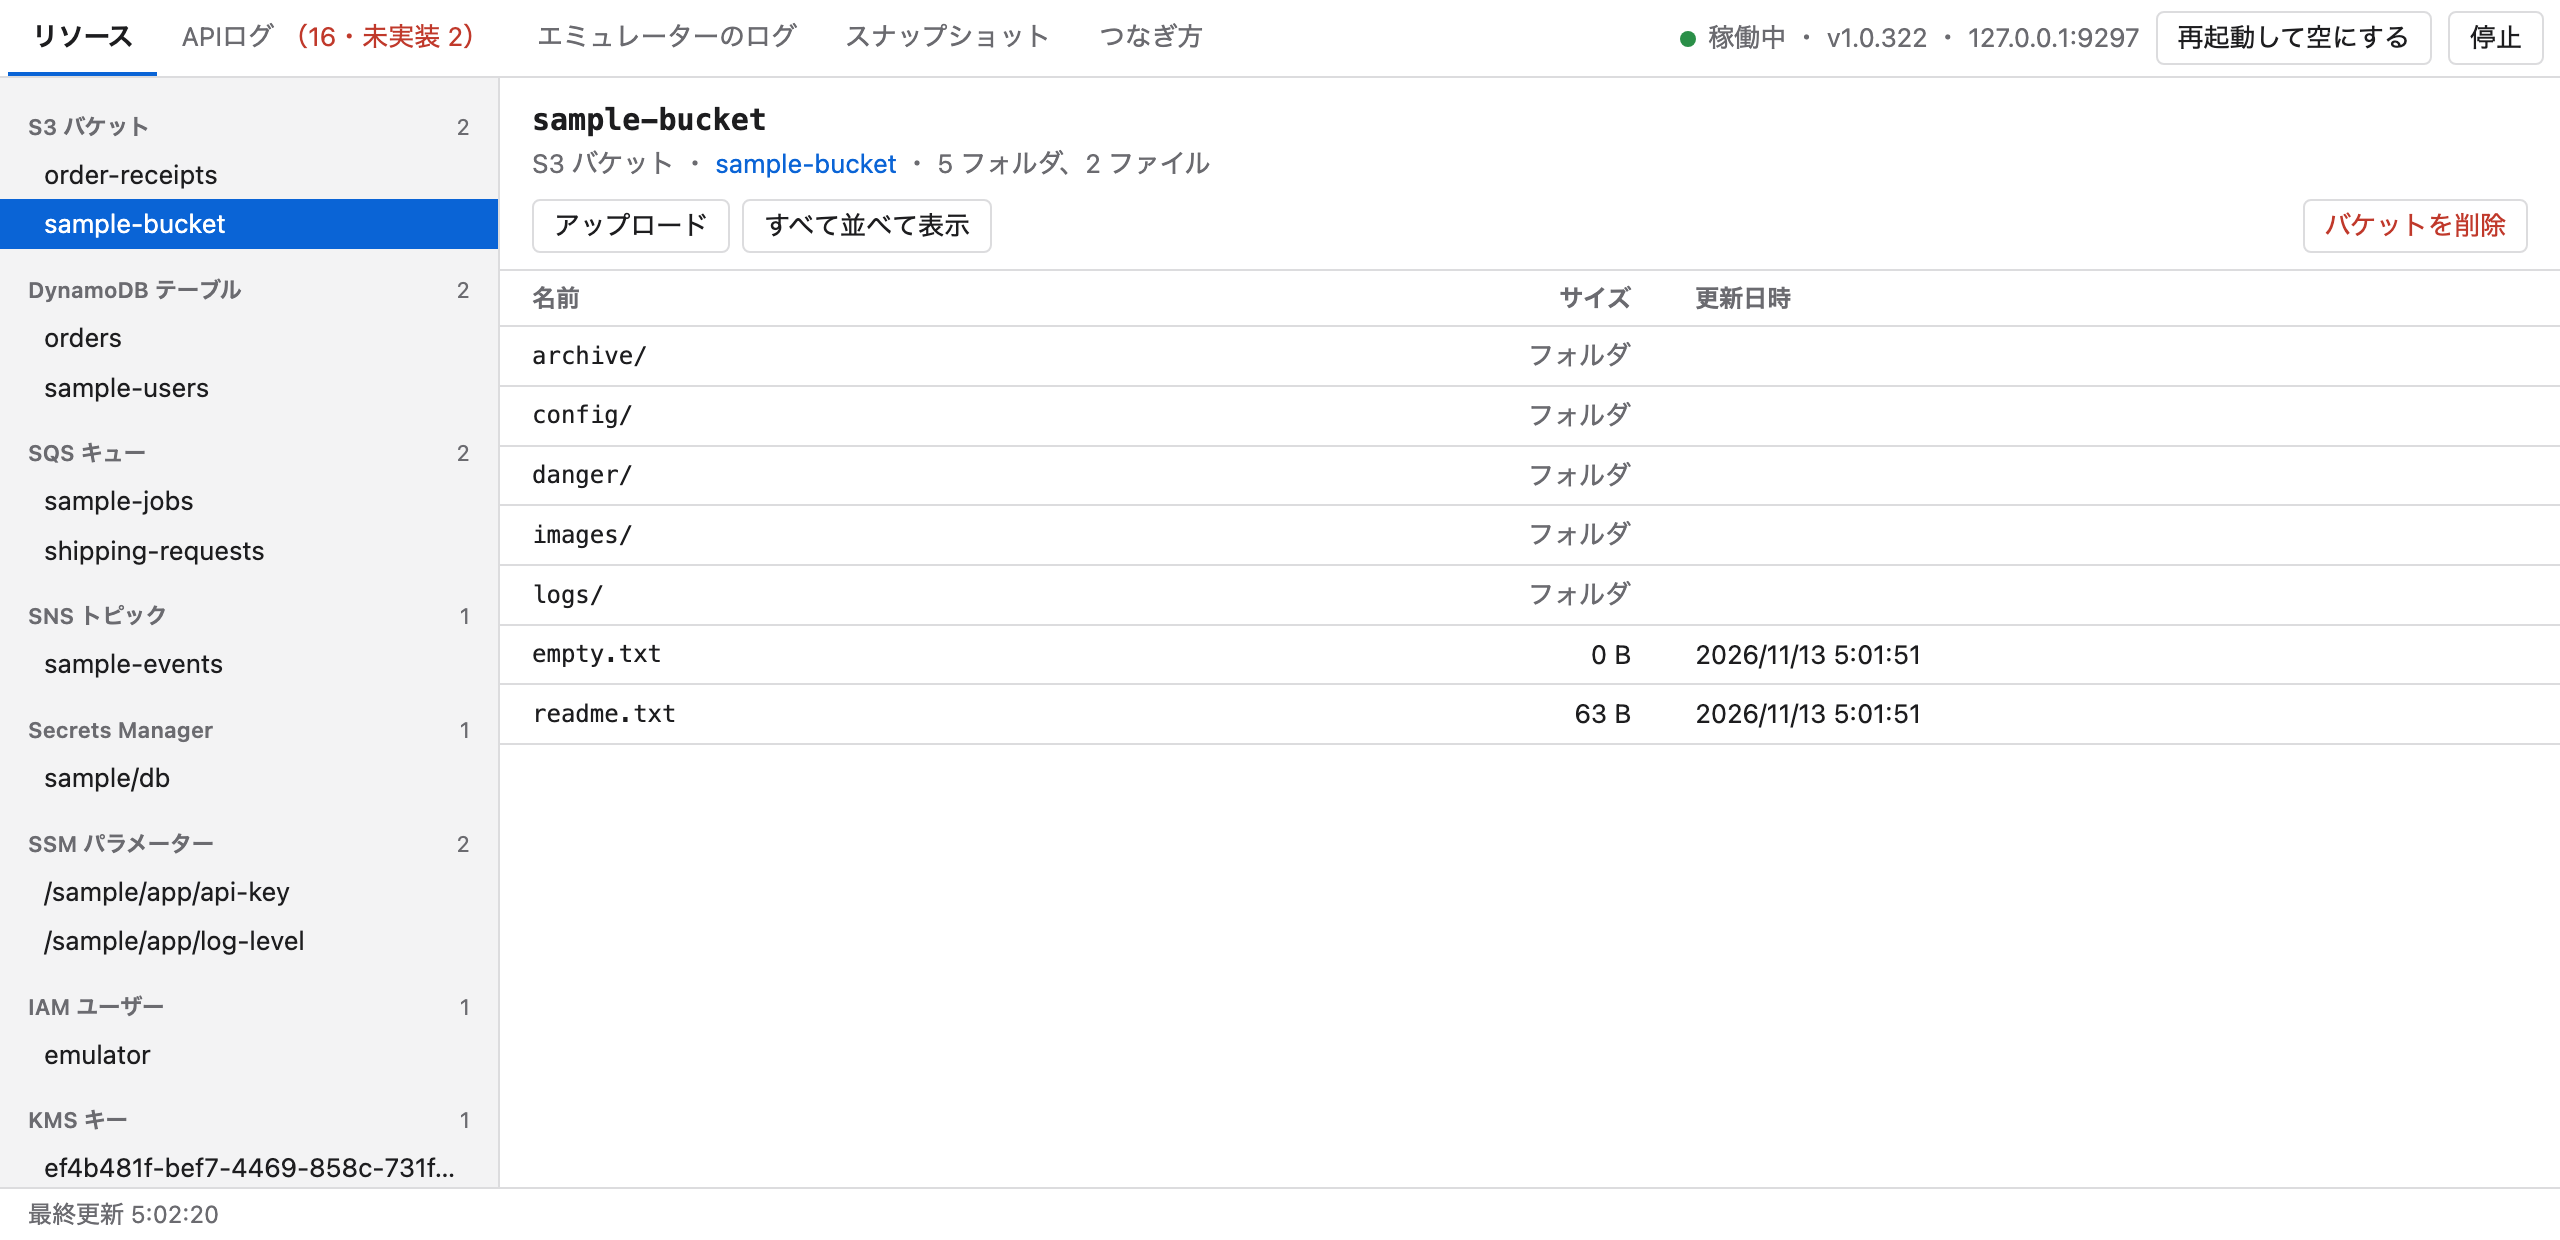 リソース APIログ （16・未実装 2） エミュレーターのログ スナップショット つなぎ方 稼働中 ・ v1.0.322 ・ 127.0.0.1:9297 再起動して空にする 停止
S3 バケット 2
order-receipts
sample-bucket
DynamoDB テーブル 2
orders
sample-users
SQS キュー 2
sample-jobs
shipping-requests
SNS トピック 1
sample-events
Secrets Manager 1
sample/db
SSM パラメーター 2
/sample/app/api-key
/sample/app/log-level
IAM ユーザー 1
emulator
KMS キー 1
ef4b481f-bef7-4469-858c-731f...
sample-bucket
S3 バケット ・ sample-bucket ・ 5 フォルダ、2 ファイル
アップロード すべて並べて表示 バケットを削除
名前 サイズ 更新日時
archive/ フォルダ
config/ フォルダ
danger/ フォルダ
images/ フォルダ
logs/ フォルダ
empty.txt 0 B 2026/11/13 5:01:51
readme.txt 63 B 2026/11/13 5:01:51
最終更新 5:02:20